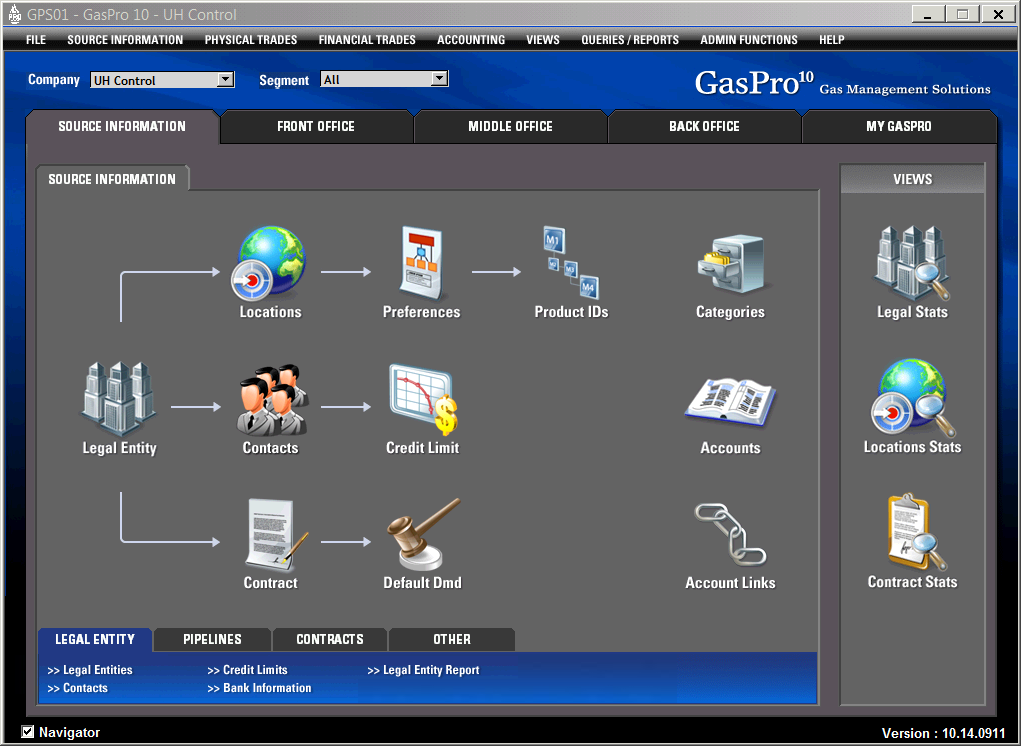 GPS01 - GasPro 10 - UH Control
FILE SOURCE INFORMATION PHYSICAL TRADES FINANCIAL TRADES ACCOUNTING VIEWS QUERIES / REPORTS ADMIN FUNCTIONS HELP
Company UH Control Segment All GasPro10 Gas Management Solutions
SOURCE INFORMATION FRONT OFFICE MIDDLE OFFICE BACK OFFICE MY GASPRO
SOURCE INFORMATION VIEWS
M1
M2
M3
M4
Locations Preferences Product IDs Categories Legal Stats
Legal Entity Contacts Credit Limit Accounts Locations Stats
Contract Default Dmd Account Links Contract Stats
LEGAL ENTITY PIPELINES CONTRACTS OTHER
>> Legal Entities >> Credit Limits >> Legal Entity Report
>> Contacts >> Bank Information
Navigator Version : 10.14.0911